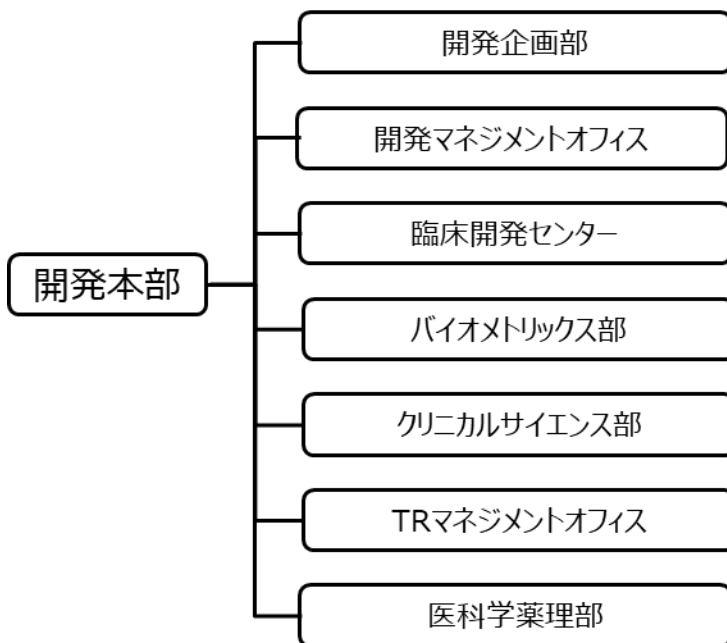 開発企画部
開発マネジメントオフィス
臨床開発センター
開発本部
バイオメトリックス部
クリニカルサイエンス部
TRマネジメントオフィス
医科学薬理部